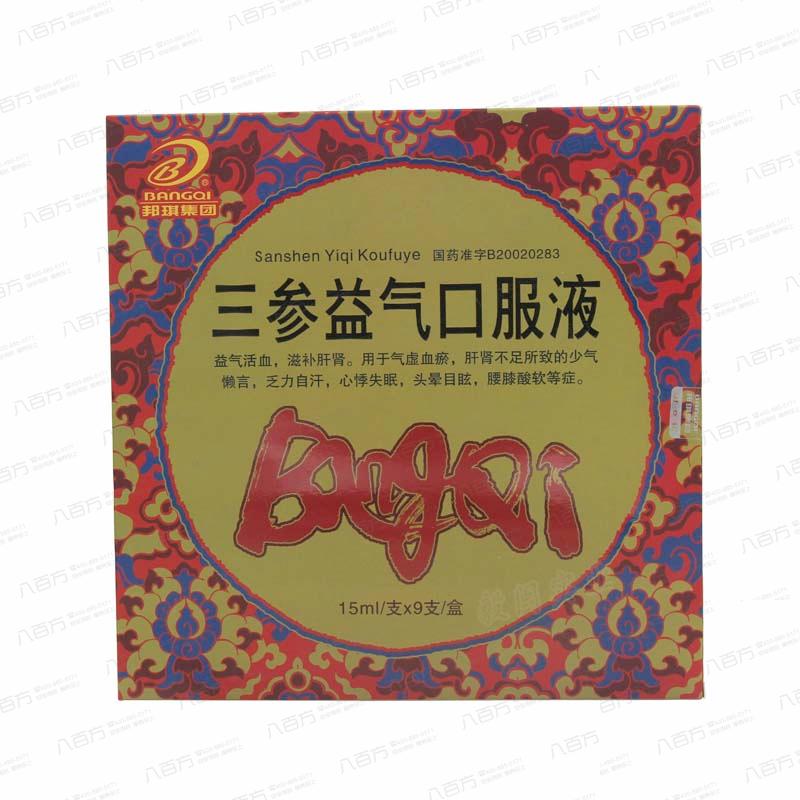 BANGQI
邦琪集团
Sanshen Yiqi Koufuye 国药准字B20020283
三参益气口服液
益气活血，滋补肝肾。用于气虚血瘀，肝肾不足所致的少气
懒言，乏力自汗，心悸失眠，头晕目眩，腰膝酸软等症。
BangQi
15ml/支x9支/盒
八百方